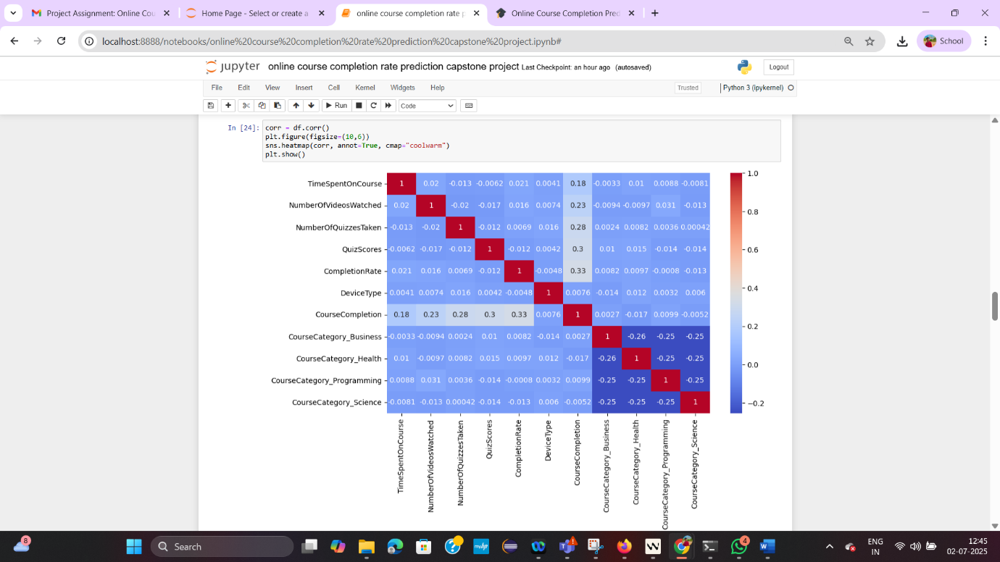 Project Assignment: Online Cou
Home Page - Select or create a
online course completion rate p
Online Course Completion Pred
localhost:8888/notebooks/online%20course%20completion%20rate%20prediction%20capstone%20project.ipynb#
School
jupyter online course completion rate prediction capstone project Last Checkpoint: an hour ago (autosaved)
Logout
File Edit View Insert Cell Kernel Widgets Help
Trusted
Python 3 (ipykernel)
Run
Code
In [24]: corr = df.corr()
plt.figure(figsize=(10,6))
sns.heatmap(corr, annot=True, cmap="coolwarm")
plt.show()
TimeSpentOnCourse 1 0.02 -0.013 -0.0062 0.021 0.0041 0.18 -0.0033 0.01 0.0088 -0.0081
NumberOfVideosWatched 0.02 1 -0.02 -0.017 0.016 0.0074 0.23 -0.0094 -0.0097 0.031 -0.013
NumberOfQuizzesTaken -0.013 -0.02 1 -0.012 0.0069 0.016 0.28 0.0024 0.0082 0.0036 0.00042
QuizScores -0.0062 -0.017 -0.012 1 -0.012 0.0042 0.3 0.01 0.015 -0.014 -0.014
CompletionRate 0.021 0.016 0.0069 -0.012 1 -0.0048 0.33 0.0082 0.0097 -0.0008 -0.013
DeviceType 0.0041 0.0074 0.016 0.0042 -0.0048 1 0.0076 -0.014 0.012 0.0032 0.006
CourseCompletion 0.18 0.23 0.28 0.3 0.33 0.0076 1 0.0027 -0.017 0.0099 -0.0052
CourseCategory_Business -0.0033 -0.0094 0.0024 0.01 0.0082 -0.014 0.0027 1 -0.26 -0.25 -0.25
CourseCategory_Health 0.01 -0.0097 0.0082 0.015 0.0097 0.012 -0.017 -0.26 1 -0.25 -0.25
CourseCategory_Programming 0.0088 0.031 0.0036 -0.014 -0.0008 0.0032 0.0099 -0.25 -0.25 1 -0.25
CourseCategory_Science -0.0081 -0.013 0.00042 -0.014 -0.013 0.006 -0.0052 -0.25 -0.25 -0.25 1
TimeSpentOnCourse
NumberOfVideosWatched
NumberOfQuizzesTaken
QuizScores
CompletionRate
DeviceType
CourseCompletion
CourseCategory_Business
CourseCategory_Health
CourseCategory_Programming
CourseCategory_Science
1.0
0.8
0.6
0.4
0.2
0.0
−0.2
8
Search
4
ENG
IN
12:45
02-07-2025